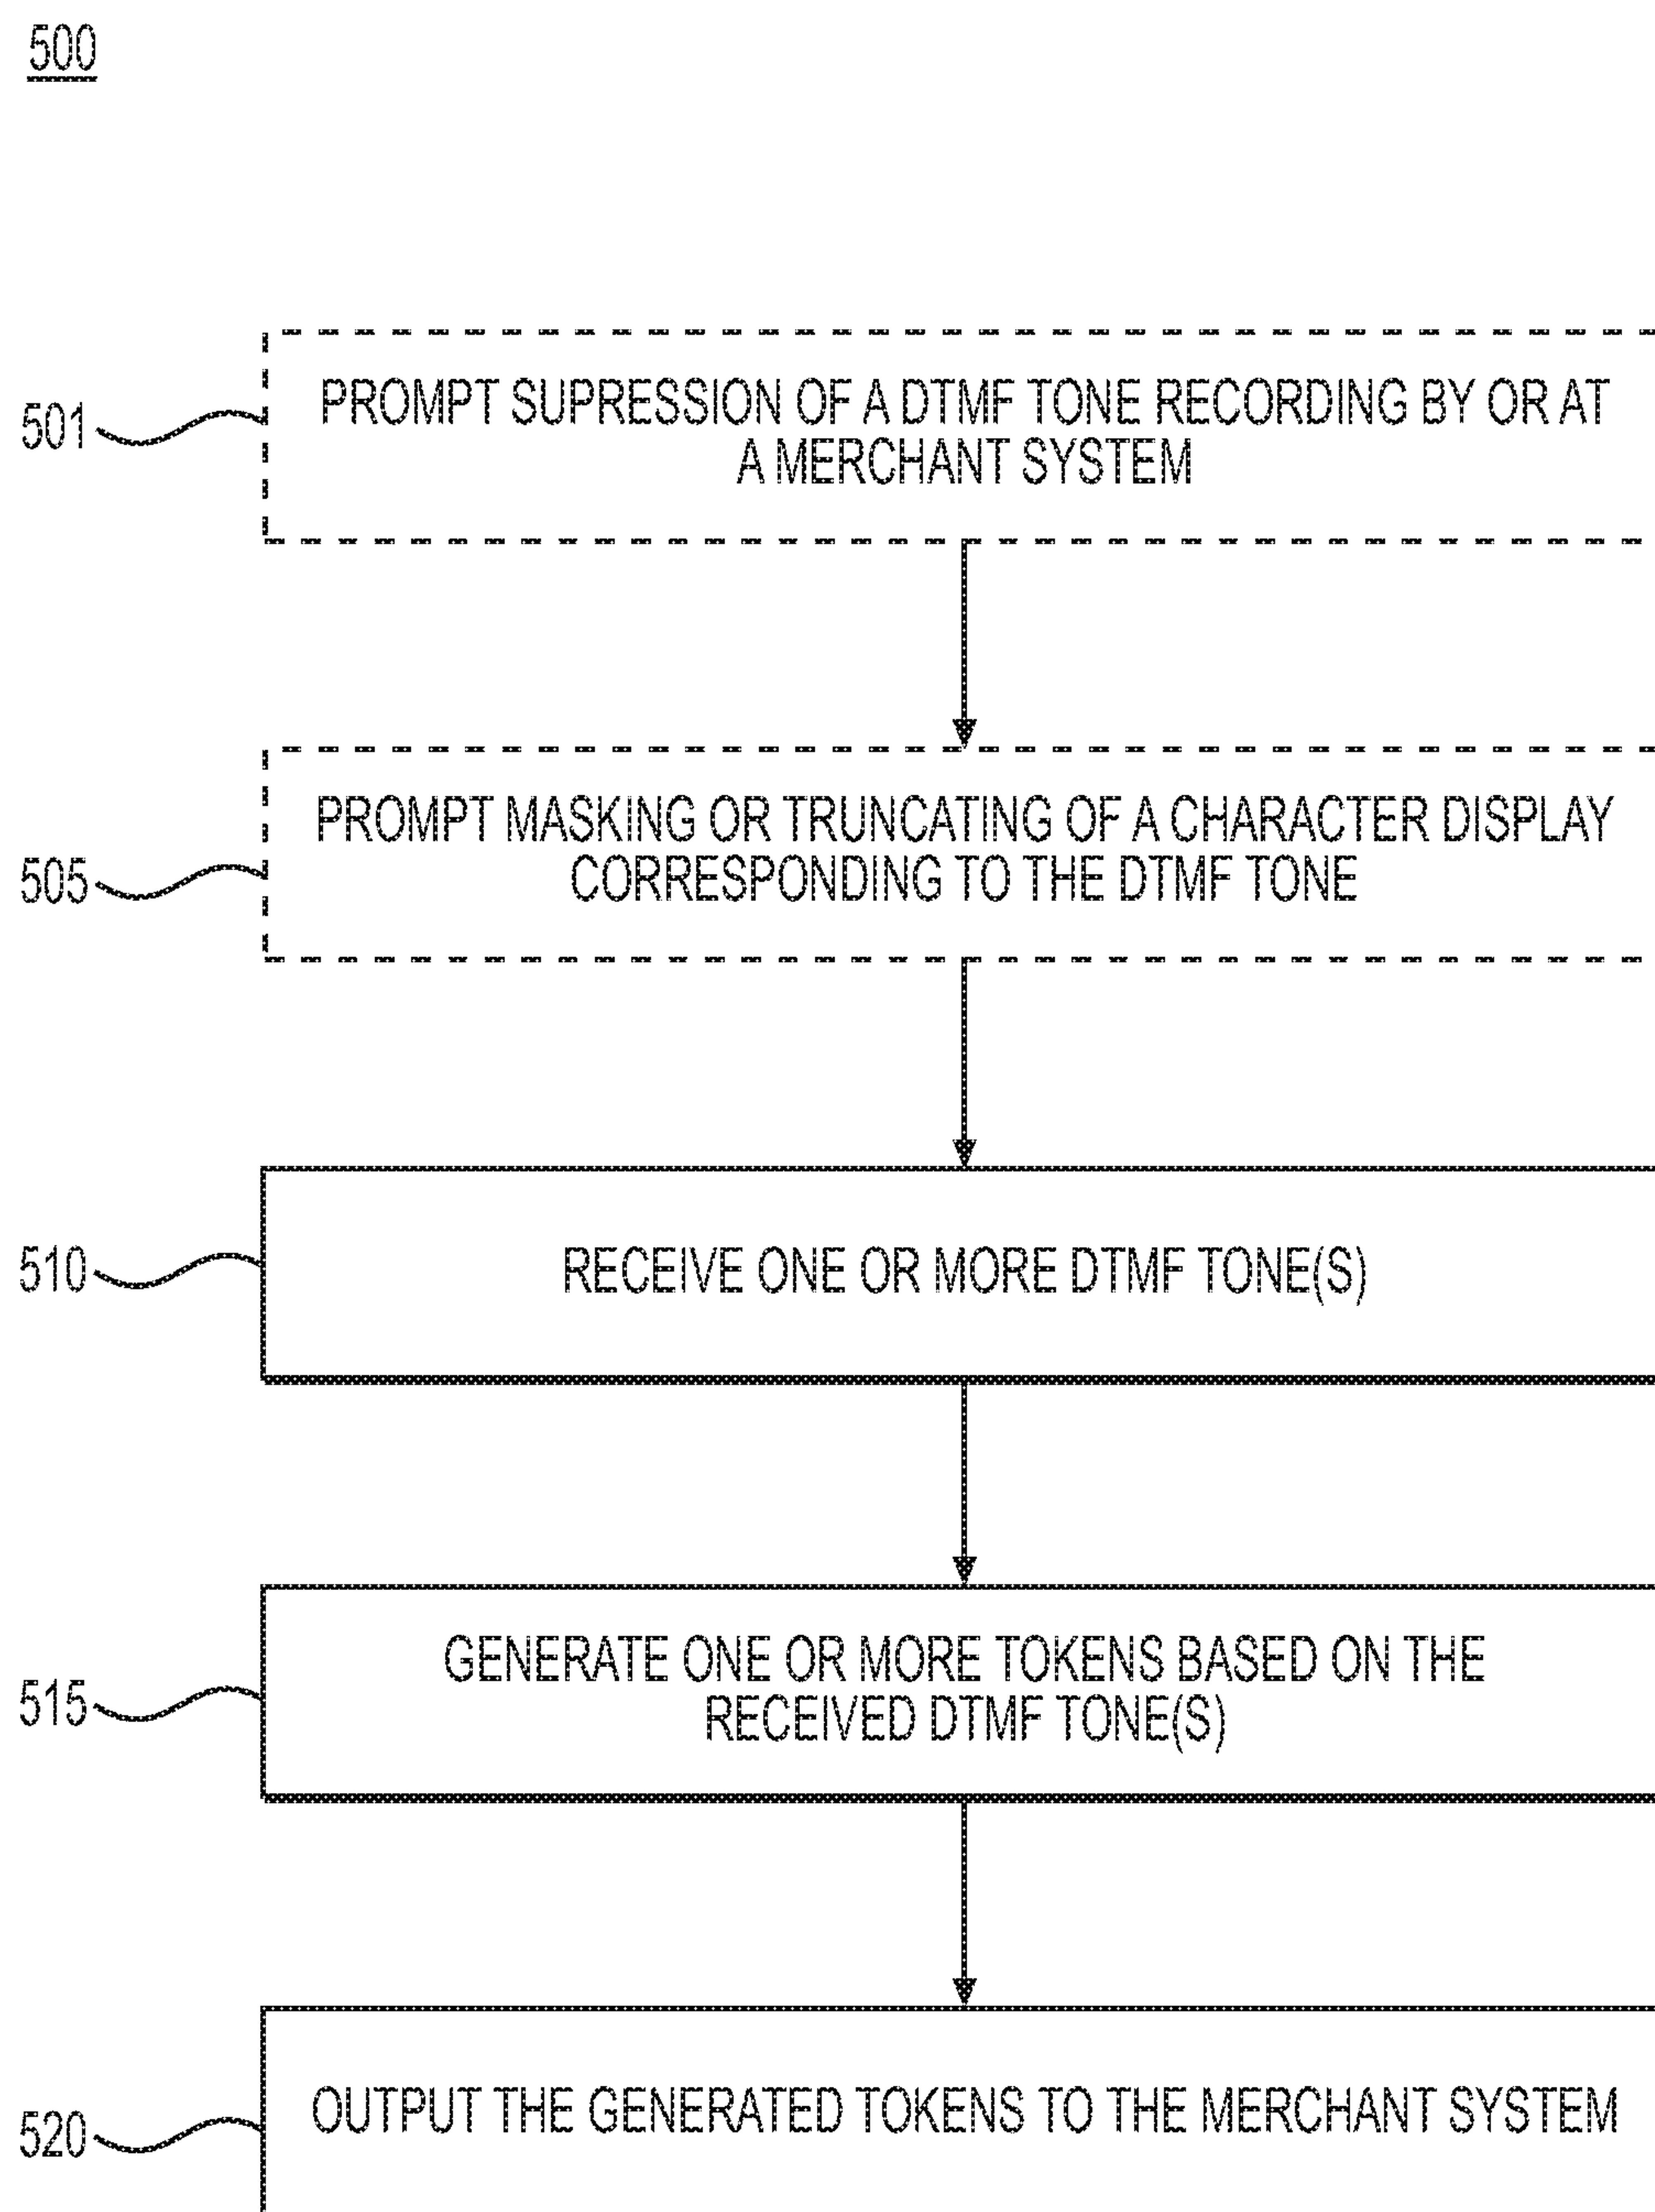 500
501
PROMPT SUPRESSION OF A DTMF TONE RECORDING BY OR AT
A MERCHANT SYSTEM
505
PROMPT MASKING OR TRUNCATING OF A CHARACTER DISPLAY
CORRESPONDING TO THE DTMF TONE
510
RECEIVE ONE OR MORE DTMF TONE(S)
515
GENERATE ONE OR MORE TOKENS BASED ON THE
RECEIVED DTMF TONE(S)
520
OUTPUT THE GENERATED TOKENS TO THE MERCHANT SYSTEM